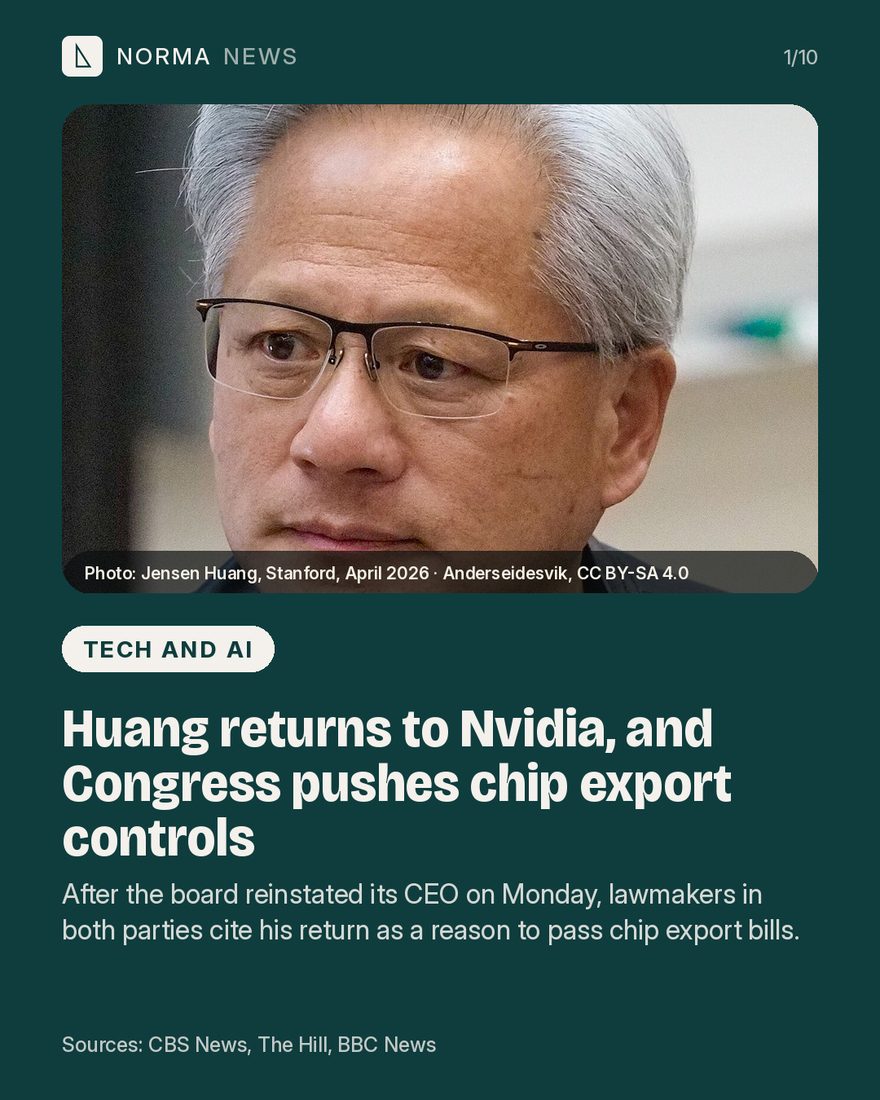 NORMA NEWS
1/10
Photo: Jensen Huang, Stanford, April 2026 · Anderseidesvik, CC BY-SA 4.0
TECH AND AI
Huang returns to Nvidia, and
Congress pushes chip export
controls
After the board reinstated its CEO on Monday, lawmakers in
both parties cite his return as a reason to pass chip export bills.
Sources: CBS News, The Hill, BBC News